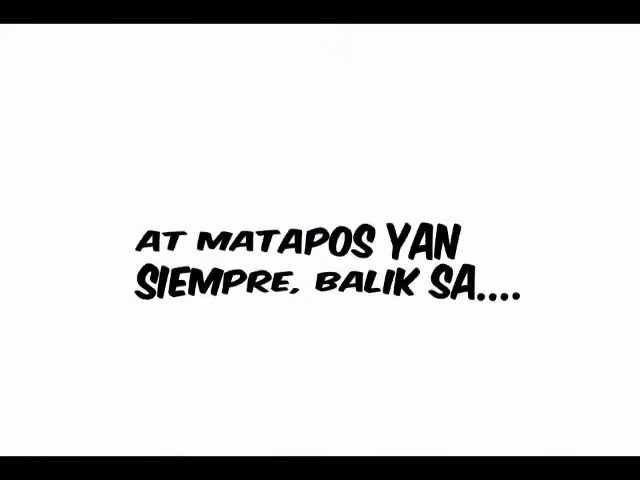 AT MATAPOS YAN
SIEMPRE, BALIK SA....